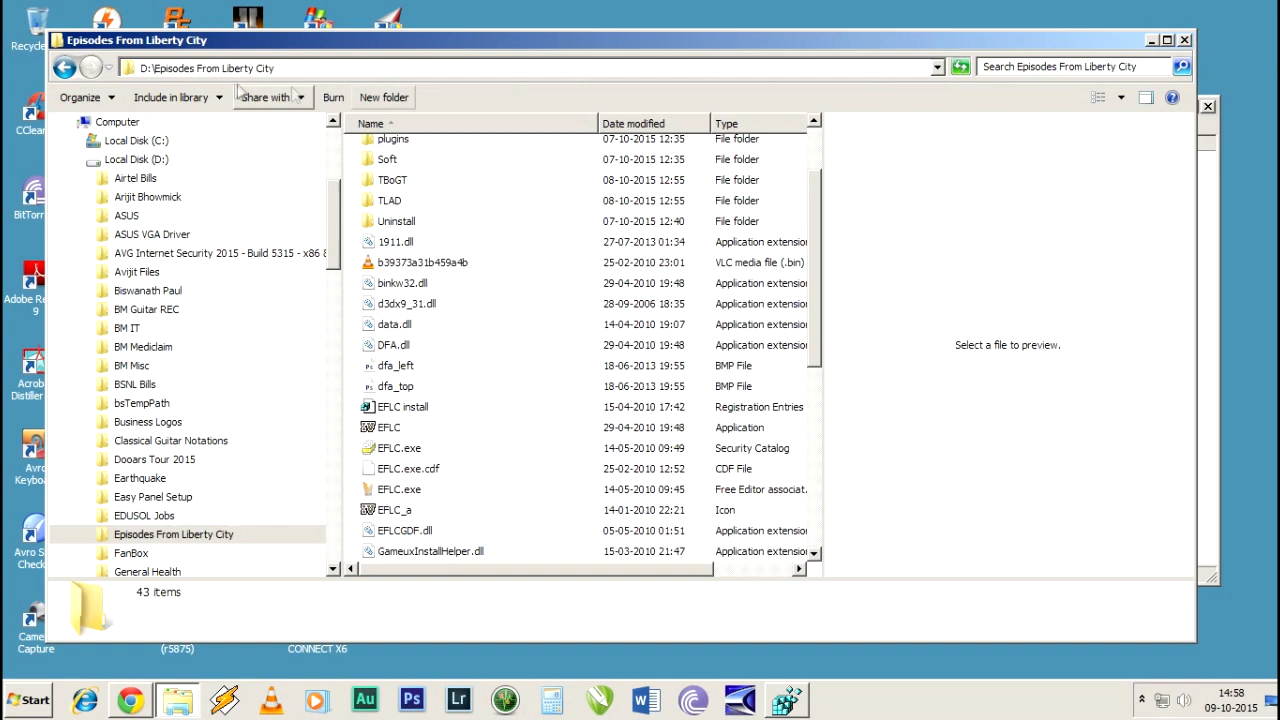 Recycle
Episodes From Liberty City
D:\Episodes From Liberty City
Search Episodes From Liberty City
Organize
Include in library
Share with
Burn
New folder
Computer
Local Disk (C:)
Local Disk (D:)
Airtel Bills
Arijit Bhowmick
ASUS
ASUS VGA Driver
AVG Internet Security 2015 - Build 5315 - x86
Avijit Files
Biswanath Paul
BM Guitar REC
BM IT
BM Mediclaim
BM Misc
BSNL Bills
bsTempPath
Business Logos
Classical Guitar Notations
Dooars Tour 2015
Earthquake
Easy Panel Setup
EDUSOL Jobs
Episodes From Liberty City
FanBox
General Health
Name Date modified Type
plugins 07-10-2015 12:35 File folder
Soft 07-10-2015 12:35 File folder
TBoGT 08-10-2015 12:55 File folder
TLAD 08-10-2015 12:55 File folder
Uninstall 07-10-2015 12:40 File folder
1911.dll 27-07-2013 01:34 Application extensio
b39373a31b459a4b 25-02-2010 23:01 VLC media file (.bin)
binkw32.dll 29-04-2010 19:48 Application extensio
d3dx9_31.dll 28-09-2006 18:35 Application extensio
data.dll 14-04-2010 19:07 Application extensio
DFA.dll 29-04-2010 19:48 Application extensio
dfa_left 18-06-2013 19:55 BMP File
dfa_top 18-06-2013 19:55 BMP File
EFLC install 15-04-2010 17:42 Registration Entries
EFLC 29-04-2010 19:48 Application
EFLC.exe 14-05-2010 09:49 Security Catalog
EFLC.exe.cdf 25-02-2010 12:52 CDF File
EFLC.exe 14-05-2010 09:45 Free Editor associat.
EFLC_a 14-01-2010 22:21 Icon
EFLCGDF.dll 05-05-2010 01:51 Application extensio
GameuxInstallHelper.dll 15-03-2010 21:47 Application extensio
Select a file to preview.
43 items
CClea
BitTorr
Adobe Re
9
Acrob
Distiller
Avro
Keyboa
Avro S
Check
Came
Capture
(r5875)
CONNECT X6
Start
Au
Ps
Lr
14:58
09-10-2015